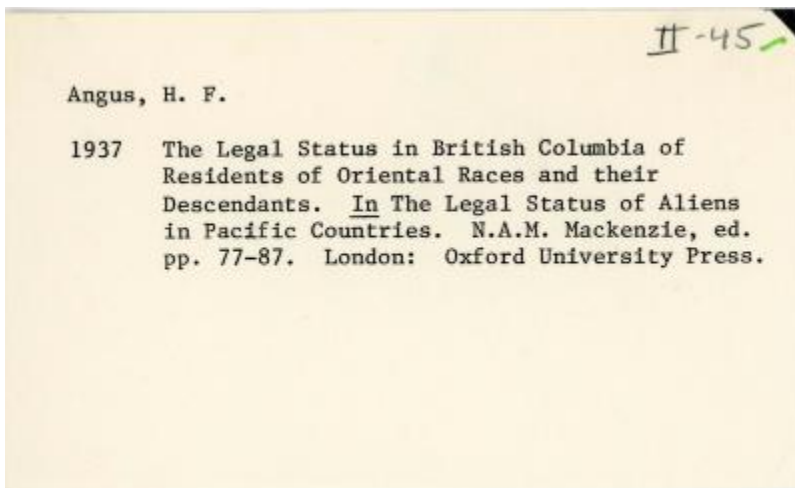 II-45
Angus, H. F.
1937 The Legal Status in British Columbia of
Residents of Oriental Races and their
Descendants. In The Legal Status of Aliens
in Pacific Countries. N.A.M. Mackenzie, ed.
pp. 77-87. London: Oxford University Press.